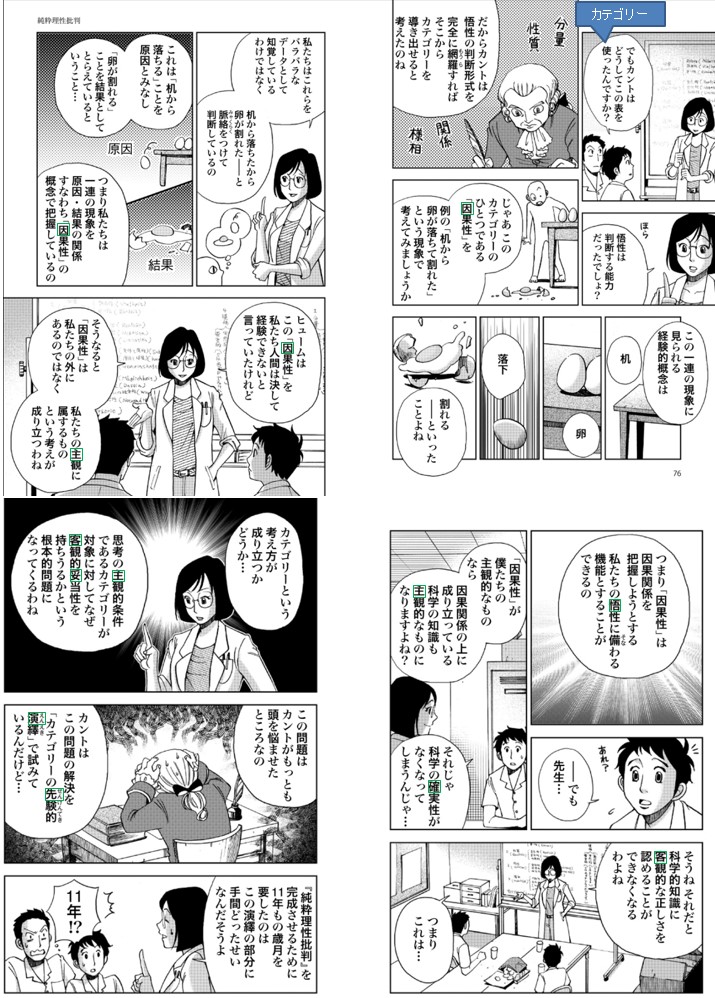 カテゴリー
でもカントは
どうしてこの表を
使ったんですか?
ほら
悟性は
判断する能力
だったでしょ?
分量
性質
関係
様相
だからカントは
悟性の判断形式を
完全に網羅すれば
そこから
カテゴリーを
導き出せると
考えたのね
じゃあこの
カテゴリーの
ひとつである
「因果性」を
例の「机から
卵が落ちて割れた」
という現象で
考えてみましょうか
この一連の現象に
見られる
経験的概念は
机
卵
落下
割れる
──といった
ことよね
76
純粋理性批判
私たちはこれらを
バラバラな
データとして
知覚している
わけではなく
机から落ちたから
卵が割れた──と
脈絡をつけて
みゃくらく
判断しているの
これは「机から
落ちる」ことを
原因とみなし
「卵が割れる」
ことを結果として
とらえていると
いうこと…
原因
結果
つまり私たちは
一連の現象を
原因・結果の関係
すなわち「因果性」の
概念で把握しているの
ヒュームは
この「因果性」を
私たち人間は決して
経験できないと
言っていたけれど
そうなると
「因果性」は
私たちの外に
あるのではなく
私たちの主観に
属するもの
という考えが
成り立つわね
つまり「因果性」は
因果関係を
把握しようとする
私たちの悟性に備わる
そな
機能とすることが
できるの
あれ?
──でも
先生…
「因果性」が
僕たちの
主観的なもの
なら
因果関係の上に
成り立っている
科学の知識も
主観的なものに
なりますよね?
それじゃ
科学の確実性が
なくなって
しまうんじゃ…
そうね それだと
科学的知識に
客観的な正しさを
認めることが
できなくなる
わよね
つまり
これは…
カテゴリーという
考え方が
成り立つか
どうか…
思考の主観的条件
であるカテゴリーが
対象に対してなぜ
客観的妥当性を
持ちうるかという
根本的問題に
なってくるわね
この問題は
カントがもっとも
頭を悩ませた
ところなの
カントは
この問題の解決を
「カテゴリーの先験的
せんけんてき
演繹」で試みて
えんえき
いるんだけど…
『純粋理性批判』を
完成させるために
11年もの歳月を
要したのは
この演繹の部分に
手間どったせい
なんだそうよ
11年!?